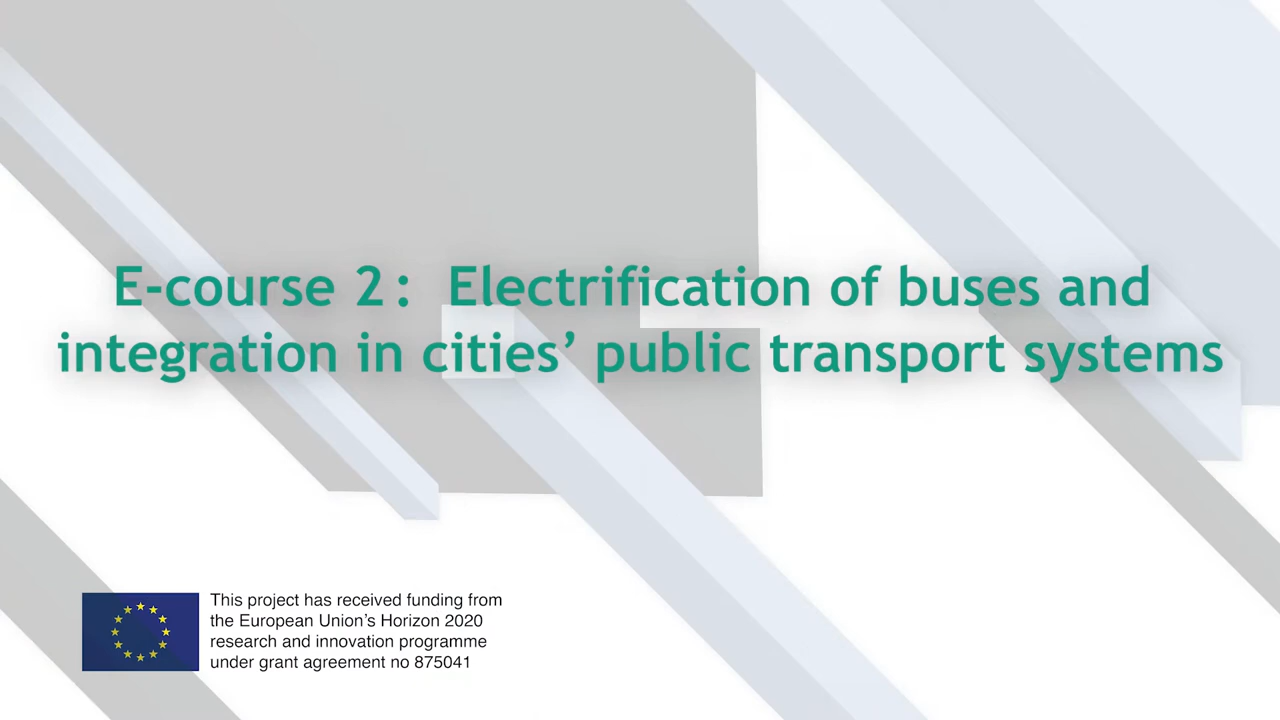 E-course 2 : Electrification of buses and
integration in cities’ public transport systems
This project has received funding from
the European Union’s Horizon 2020
research and innovation programme
under grant agreement no 875041